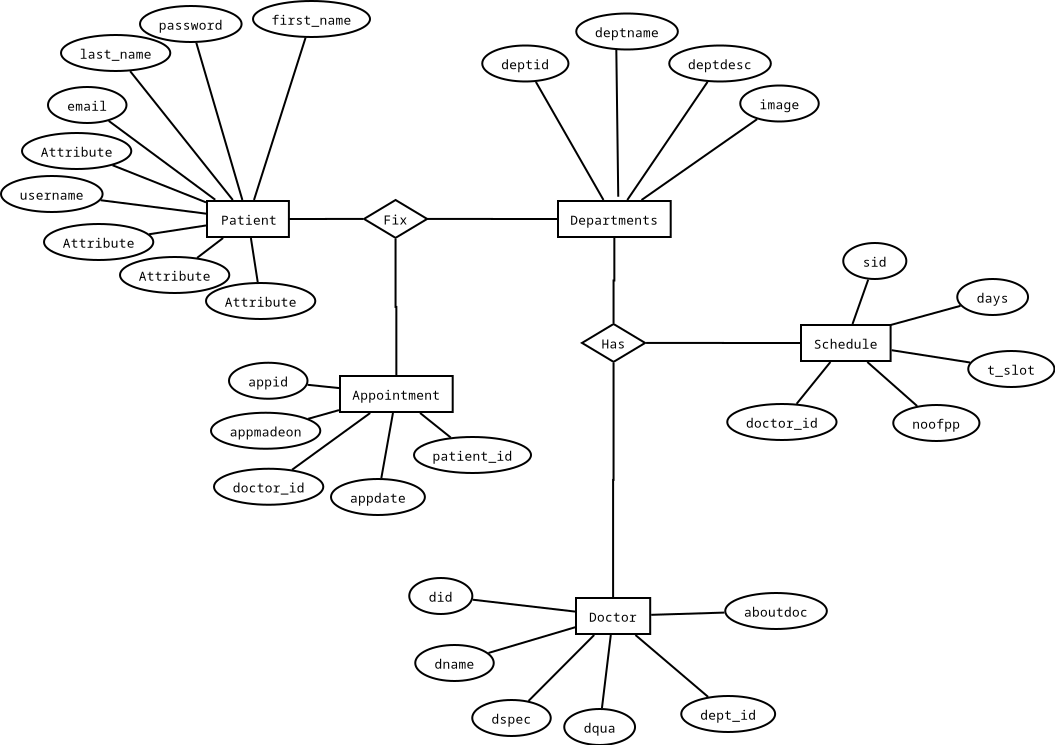 first_name
password
deptname
last_name
deptid
deptdesc
email
image
Attribute
username
Patient
Fix
Departments
Attribute
sid
Attribute
Attribute
days
Has
Schedule
t_slot
appid
Appointment
doctor_id
noofpp
appmadeon
patient_id
doctor_id
appdate
did
Doctor
aboutdoc
dname
dspec
dqua
dept_id